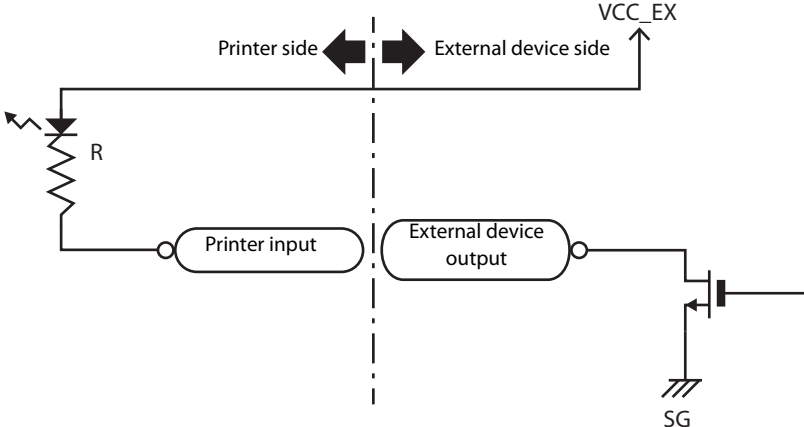 VCC_EX
Printer side
External device side
R
Printer input
External device
output
SG